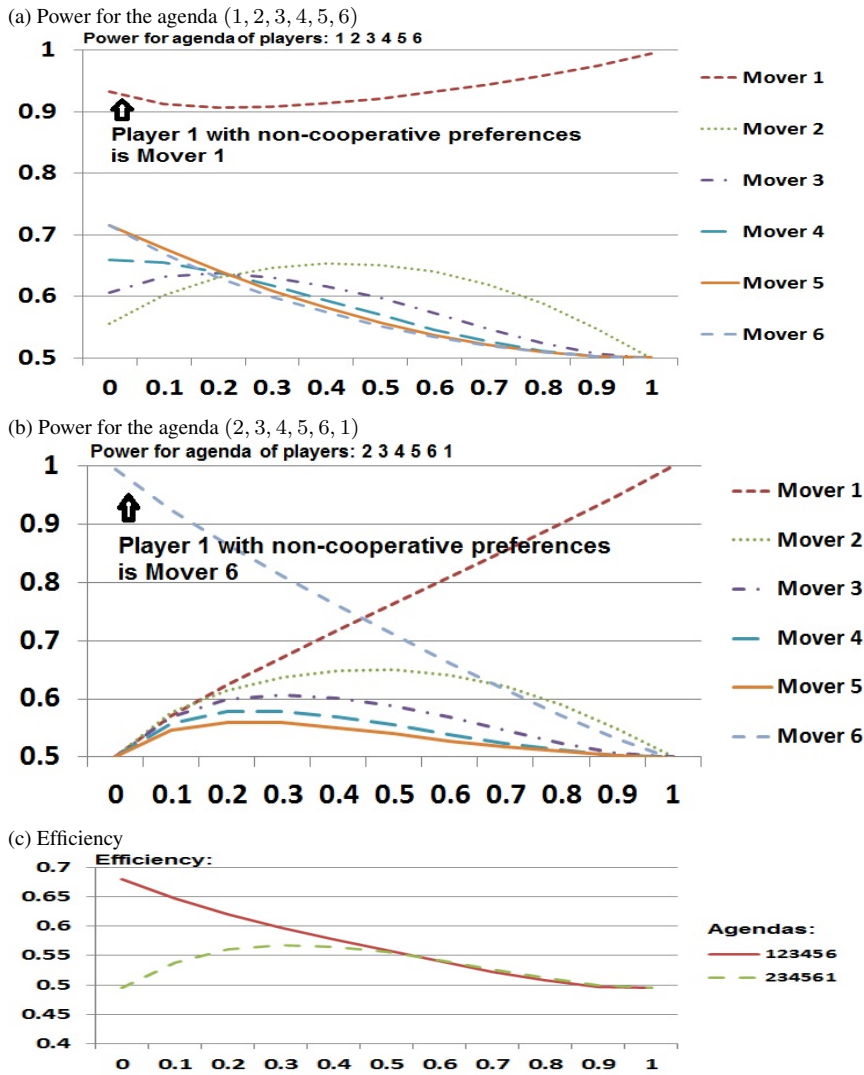 (a) Power for the agenda (1, 2, 3, 4, 5, 6)
Power for agenda of players: 1 2 3 4 5 6
1
0.9
0.8
0.7
0.6
0.5
Player 1 with non-cooperative preferences
is Mover 1
0 0.1 0.2 0.3 0.4 0.5 0.6 0.7 0.8 0.9 1
Mover 1
Mover 2
Mover 3
Mover 4
Mover 5
Mover 6
(b) Power for the agenda (2, 3, 4, 5, 6, 1)
Power for agenda of players: 2 3 4 5 6 1
1
0.9
0.8
0.7
0.6
0.5
Player 1 with non-cooperative preferences
is Mover 6
0 0.1 0.2 0.3 0.4 0.5 0.6 0.7 0.8 0.9 1
Mover 1
Mover 2
Mover 3
Mover 4
Mover 5
Mover 6
(c) Efficiency
Efficiency:
0.7
0.65
0.6
0.55
0.5
0.45
0.4
0 0.1 0.2 0.3 0.4 0.5 0.6 0.7 0.8 0.9 1
Agendas:
123456
234561